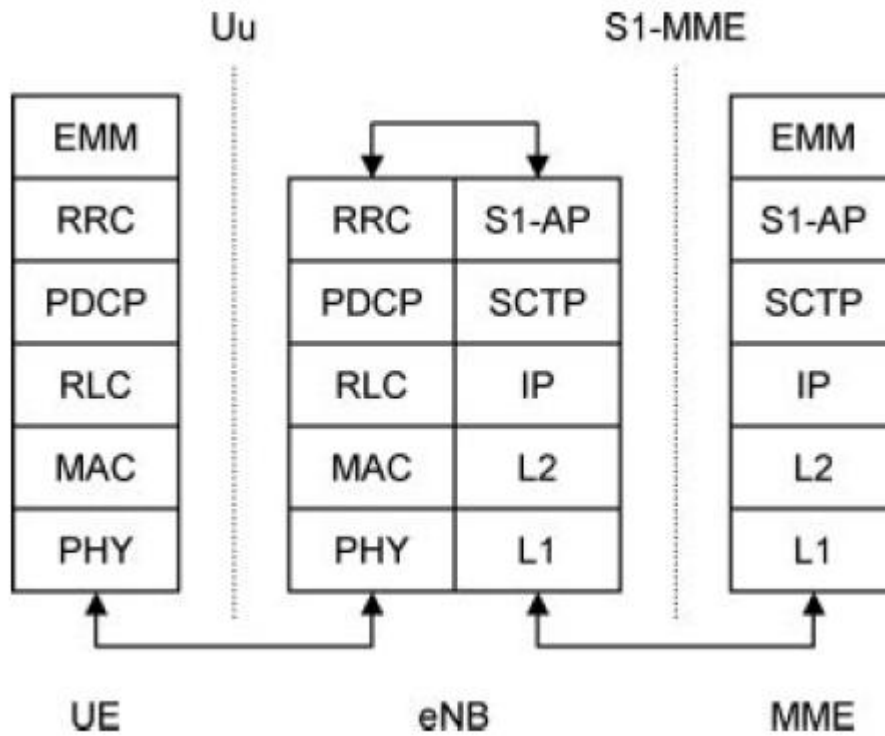 Uu S1-MME
EMM EMM
RRC RRC S1-AP S1-AP
PDCP PDCP SCTP SCTP
RLC RLC IP IP
MAC MAC L2 L2
PHY PHY L1 L1
UE eNB MME